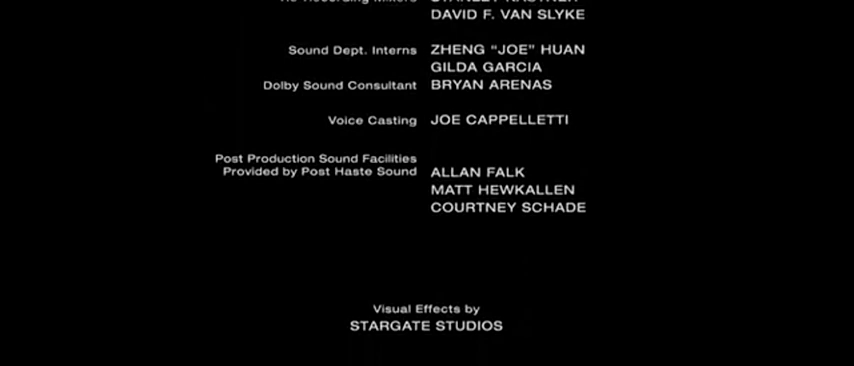 DAVID F. VAN SLYKE
Sound Dept. Interns ZHENG “JOE” HUAN
GILDA GARCIA
Dolby Sound Consultant BRYAN ARENAS
Voice Casting JOE CAPPELLETTI
Post Production Sound Facilities
Provided by Post Haste Sound ALLAN FALK
MATT HEWKALLEN
COURTNEY SCHADE
Visual Effects by
STARGATE STUDIOS